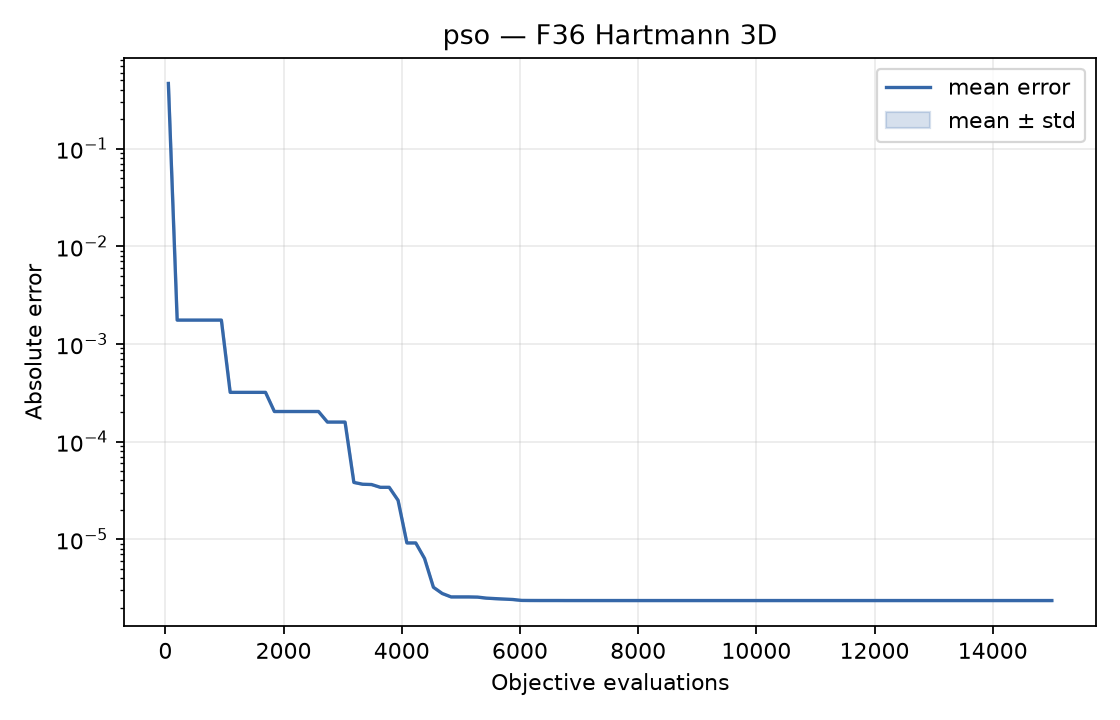 pso — F36 Hartmann 3D
mean error
mean ± std
Absolute error
10⁻¹
10⁻²
10⁻³
10⁻⁴
10⁻⁵
0 2000 4000 6000 8000 10000 12000 14000
Objective evaluations